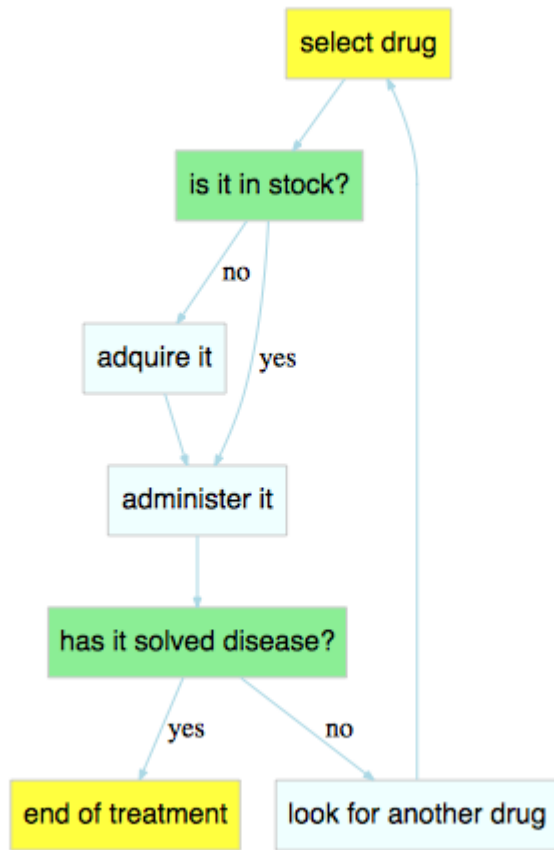 select drug
is it in stock?
no
adquire it
yes
administer it
has it solved disease?
yes
no
end of treatment
look for another drug